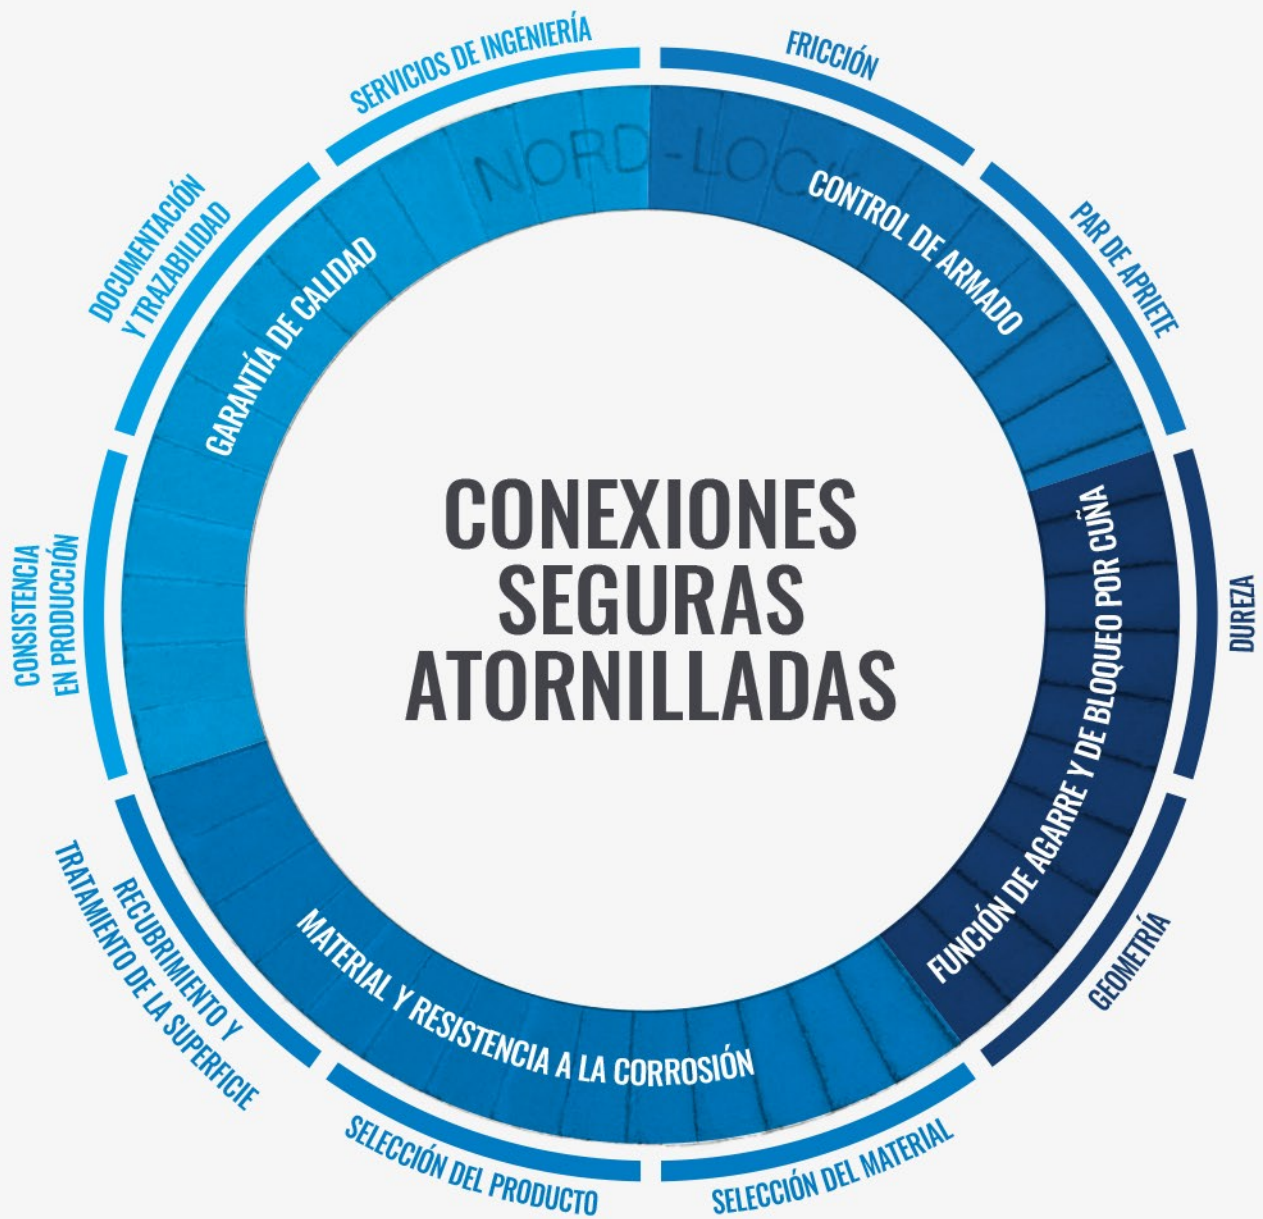 CONEXIONES
SEGURAS
ATORNILLADAS
NORD-LOCK
CONTROL DE ARMADO
FRICCIÓN
PAR DE APRIETE
FUNCIÓN DE AGARRE Y DE BLOQUEO POR CUÑA
DUREZA
GEOMETRÍA
MATERIAL Y RESISTENCIA A LA CORROSIÓN
SELECCIÓN DEL MATERIAL
SELECCIÓN DEL PRODUCTO
RECUBRIMIENTO Y
TRATAMIENTO DE LA SUPERFICIE
GARANTÍA DE CALIDAD
CONSISTENCIA
EN PRODUCCIÓN
DOCUMENTACIÓN
Y TRAZABILIDAD
SERVICIOS DE INGENIERÍA